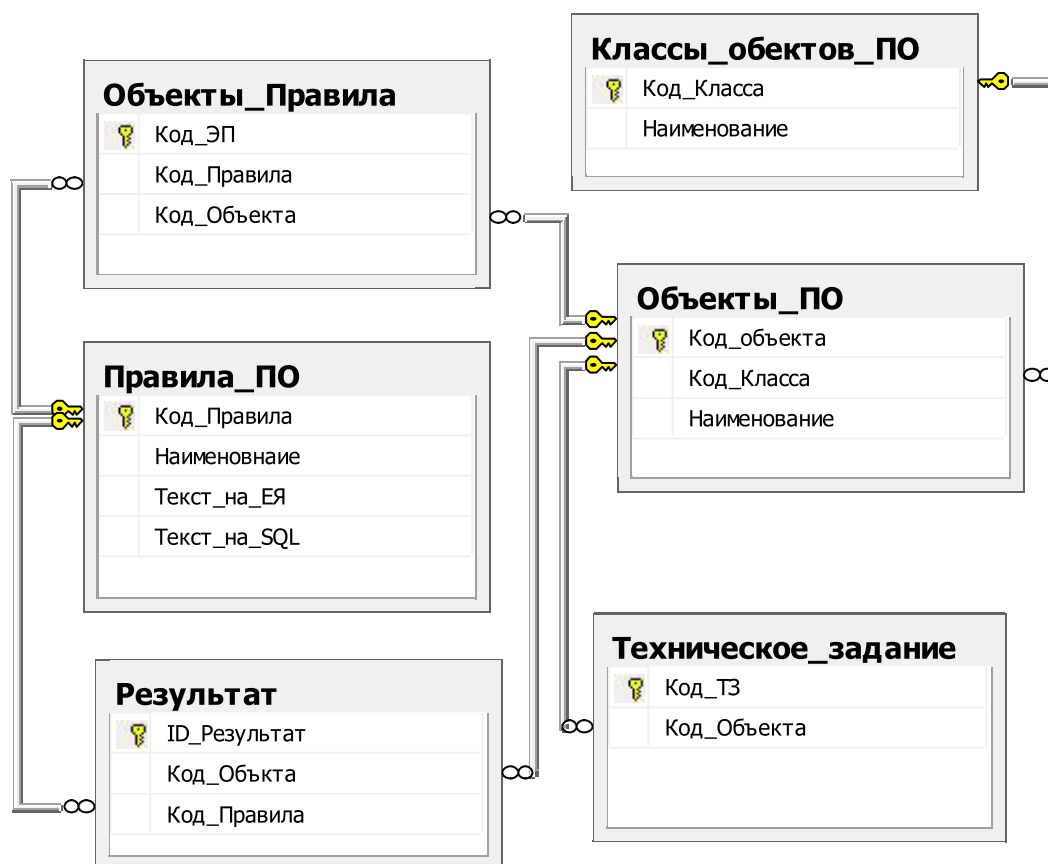 Объекты_Правила
Код_ЭП
Код_Правила
Код_Объекта
Классы_обектов_ПО
Код_Класса
Наименование
Объекты_ПО
Код_объекта
Код_Класса
Наименование
Правила_ПО
Код_Правила
Наименовнаие
Текст_на_ЕЯ
Текст_на_SQL
Результат
ID_Результат
Код_Объкта
Код_Правила
Техническое_задание
Код_ТЗ
Код_Объекта